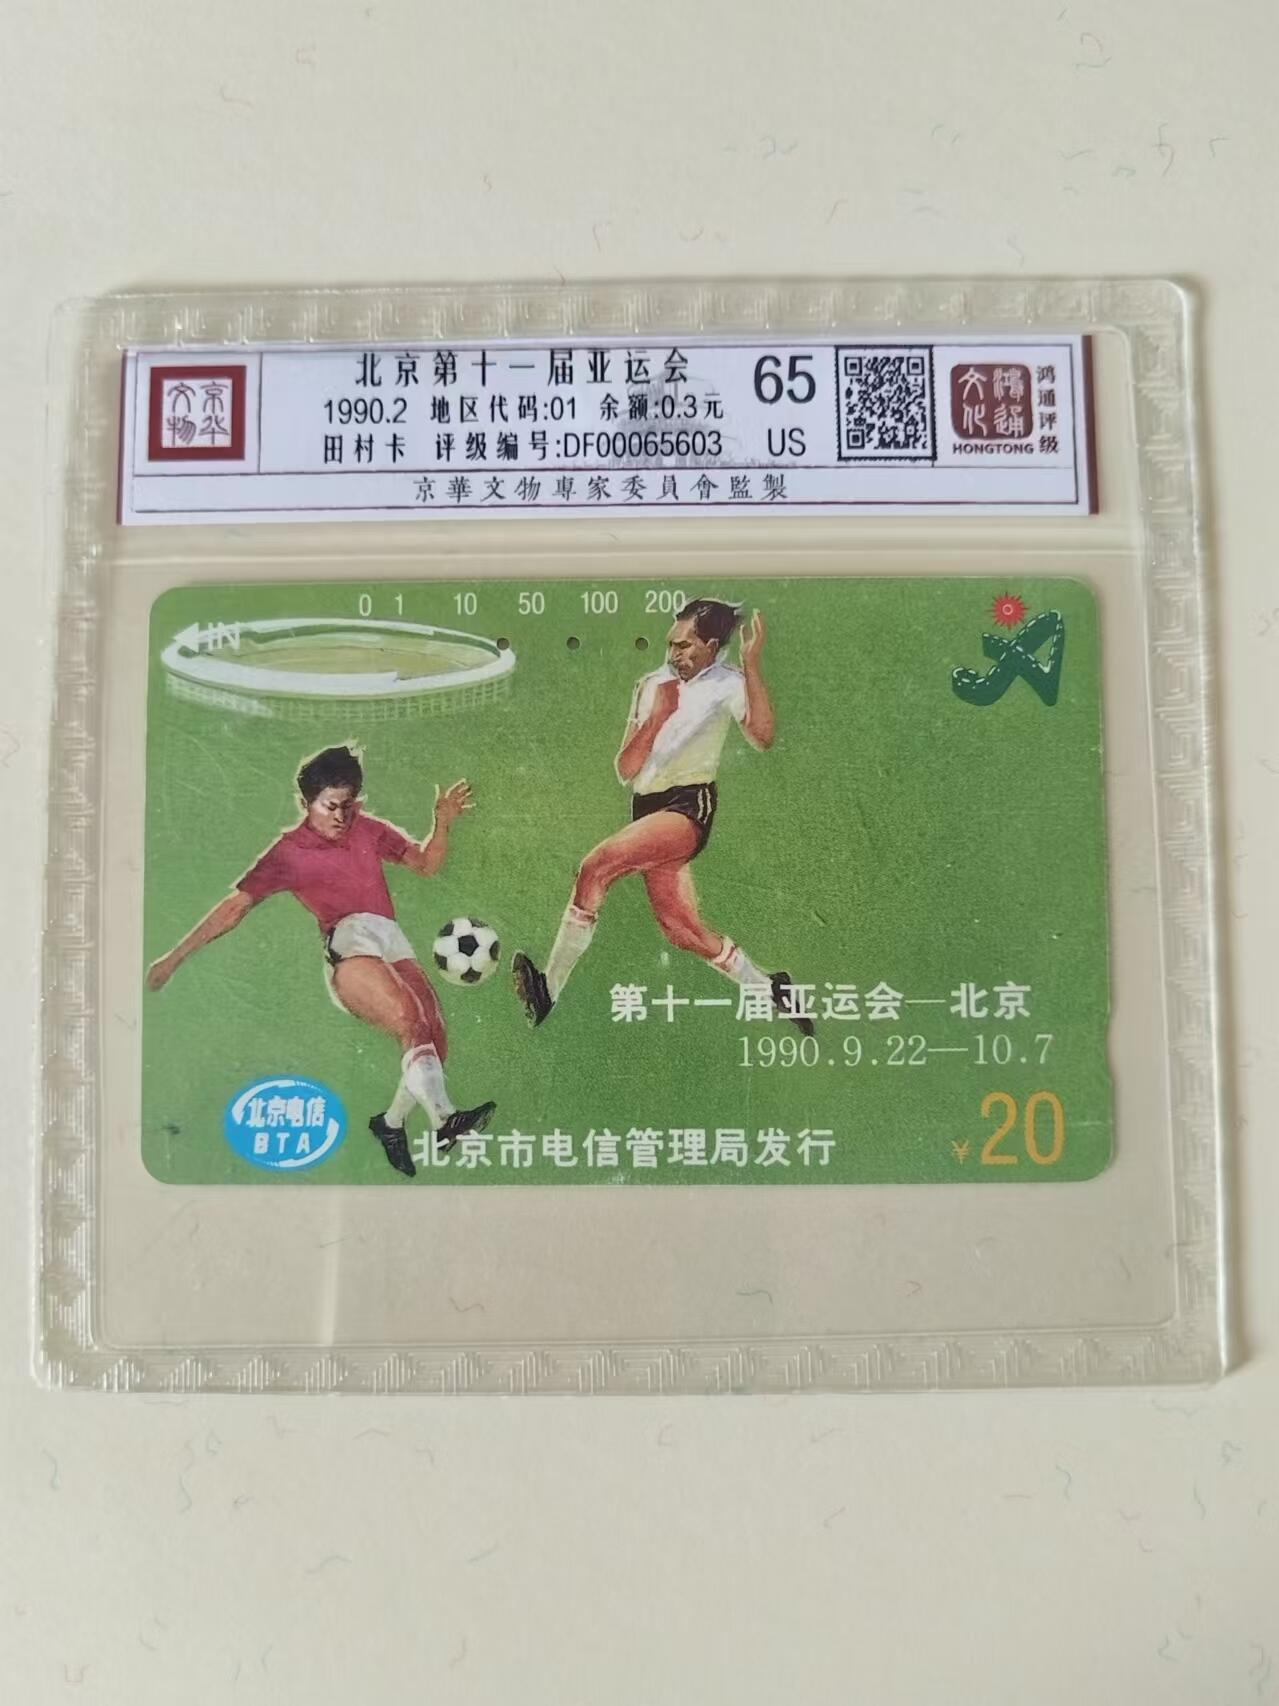 京华
文物
北京第十一届亚运会
1990.2 地区代码:01 余额:0.3元
田村卡 评级编号:DF00065603
65
US
鸿通
文化
HONGTONG
鸿通评级
京華文物專家委員會監製
0 1 10 50 100 200
IN
第十一届亚运会—北京
1990.9.22—10.7
北京电信
BTA
北京市电信管理局发行
¥20